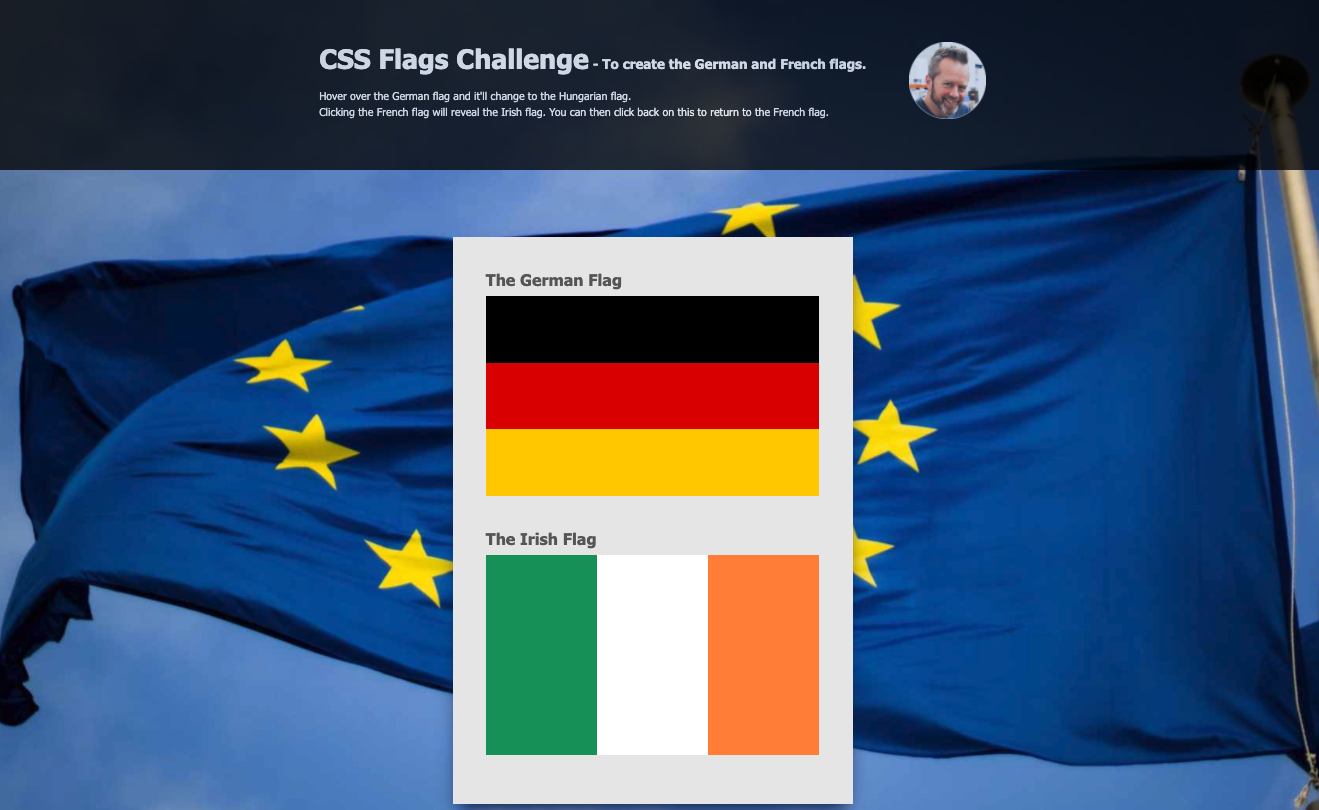 CSS Flags Challenge - To create the German and French flags.
Hover over the German flag and it'll change to the Hungarian flag.
Clicking the French flag will reveal the Irish flag. You can then click back on this to return to the French flag.
The German Flag
The Irish Flag